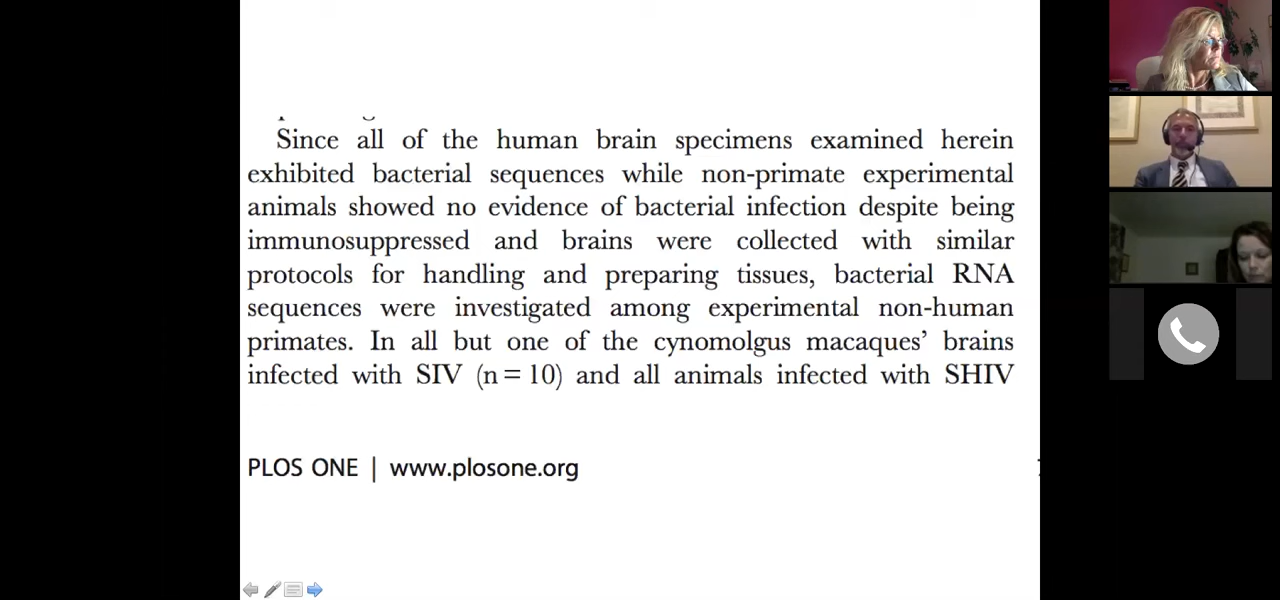 Since all of the human brain specimens examined herein
exhibited bacterial sequences while non-primate experimental
animals showed no evidence of bacterial infection despite being
immunosuppressed and brains were collected with similar
protocols for handling and preparing tissues, bacterial RNA
sequences were investigated among experimental non-human
primates. In all but one of the cynomolgus macaques’ brains
infected with SIV (n = 10) and all animals infected with SHIV
PLOS ONE | www.plosone.org